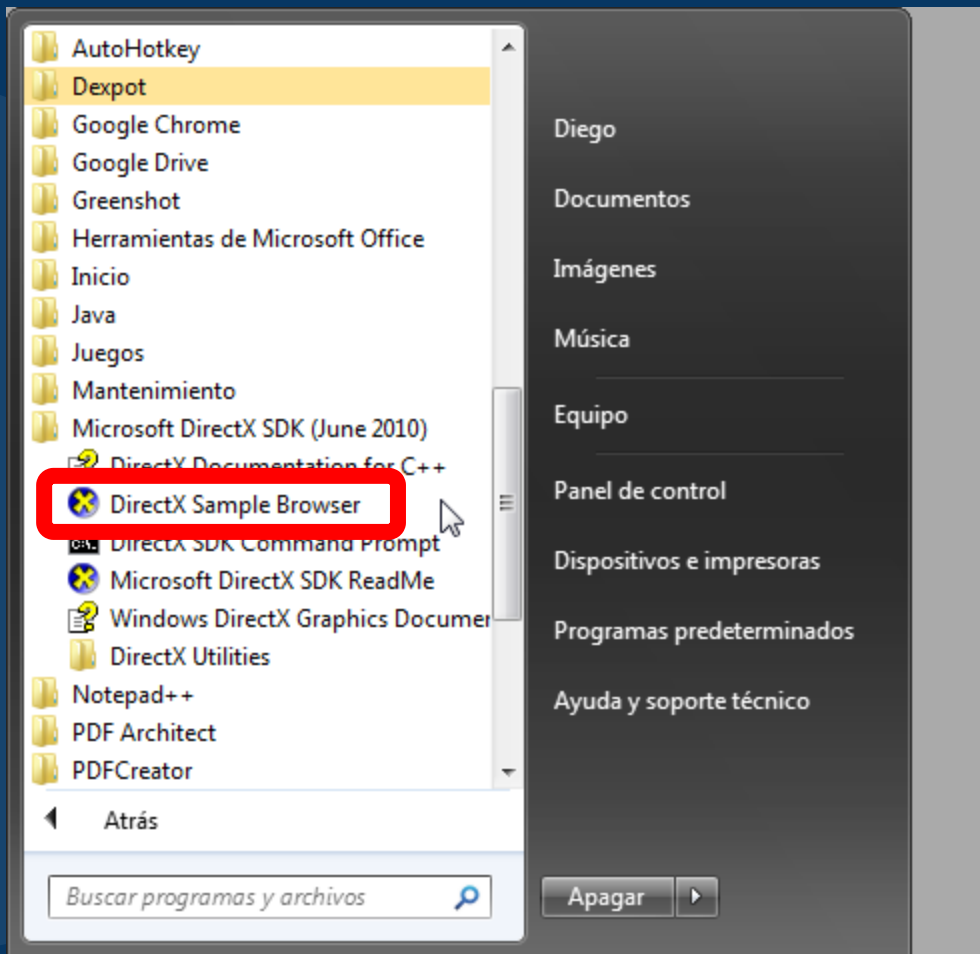 AutoHotkey
Dexpot
Google Chrome
Google Drive
Greenshot
Herramientas de Microsoft Office
Inicio
Java
Juegos
Mantenimiento
Microsoft DirectX SDK (June 2010)
DirectX Documentation for C++
DirectX Sample Browser
DirectX SDK Command Prompt
Microsoft DirectX SDK ReadMe
Windows DirectX Graphics Documen
DirectX Utilities
Notepad++
PDF Architect
PDFCreator
Atrás
Buscar programas y archivos
Diego
Documentos
Imágenes
Música
Equipo
Panel de control
Dispositivos e impresoras
Programas predeterminados
Ayuda y soporte técnico
Apagar